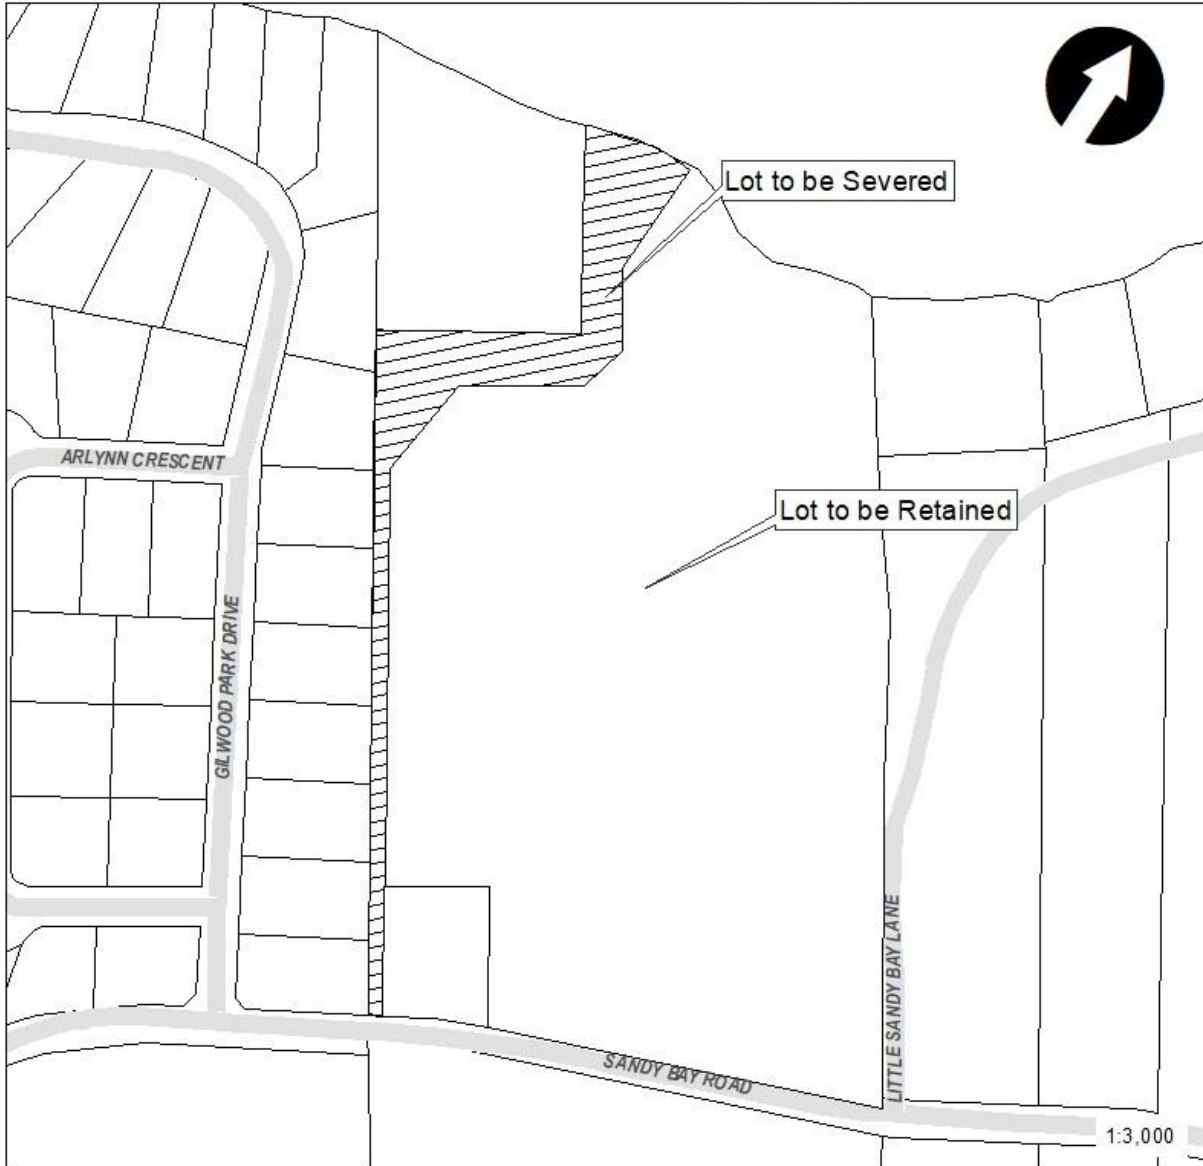 Lot to be Severed
ARLYNN CRESCENT
Lot to be Retained
GILWOOD PARK DRIVE
LITTLE SANDY BAY LANE
SANDY BAY ROAD
1:3,000